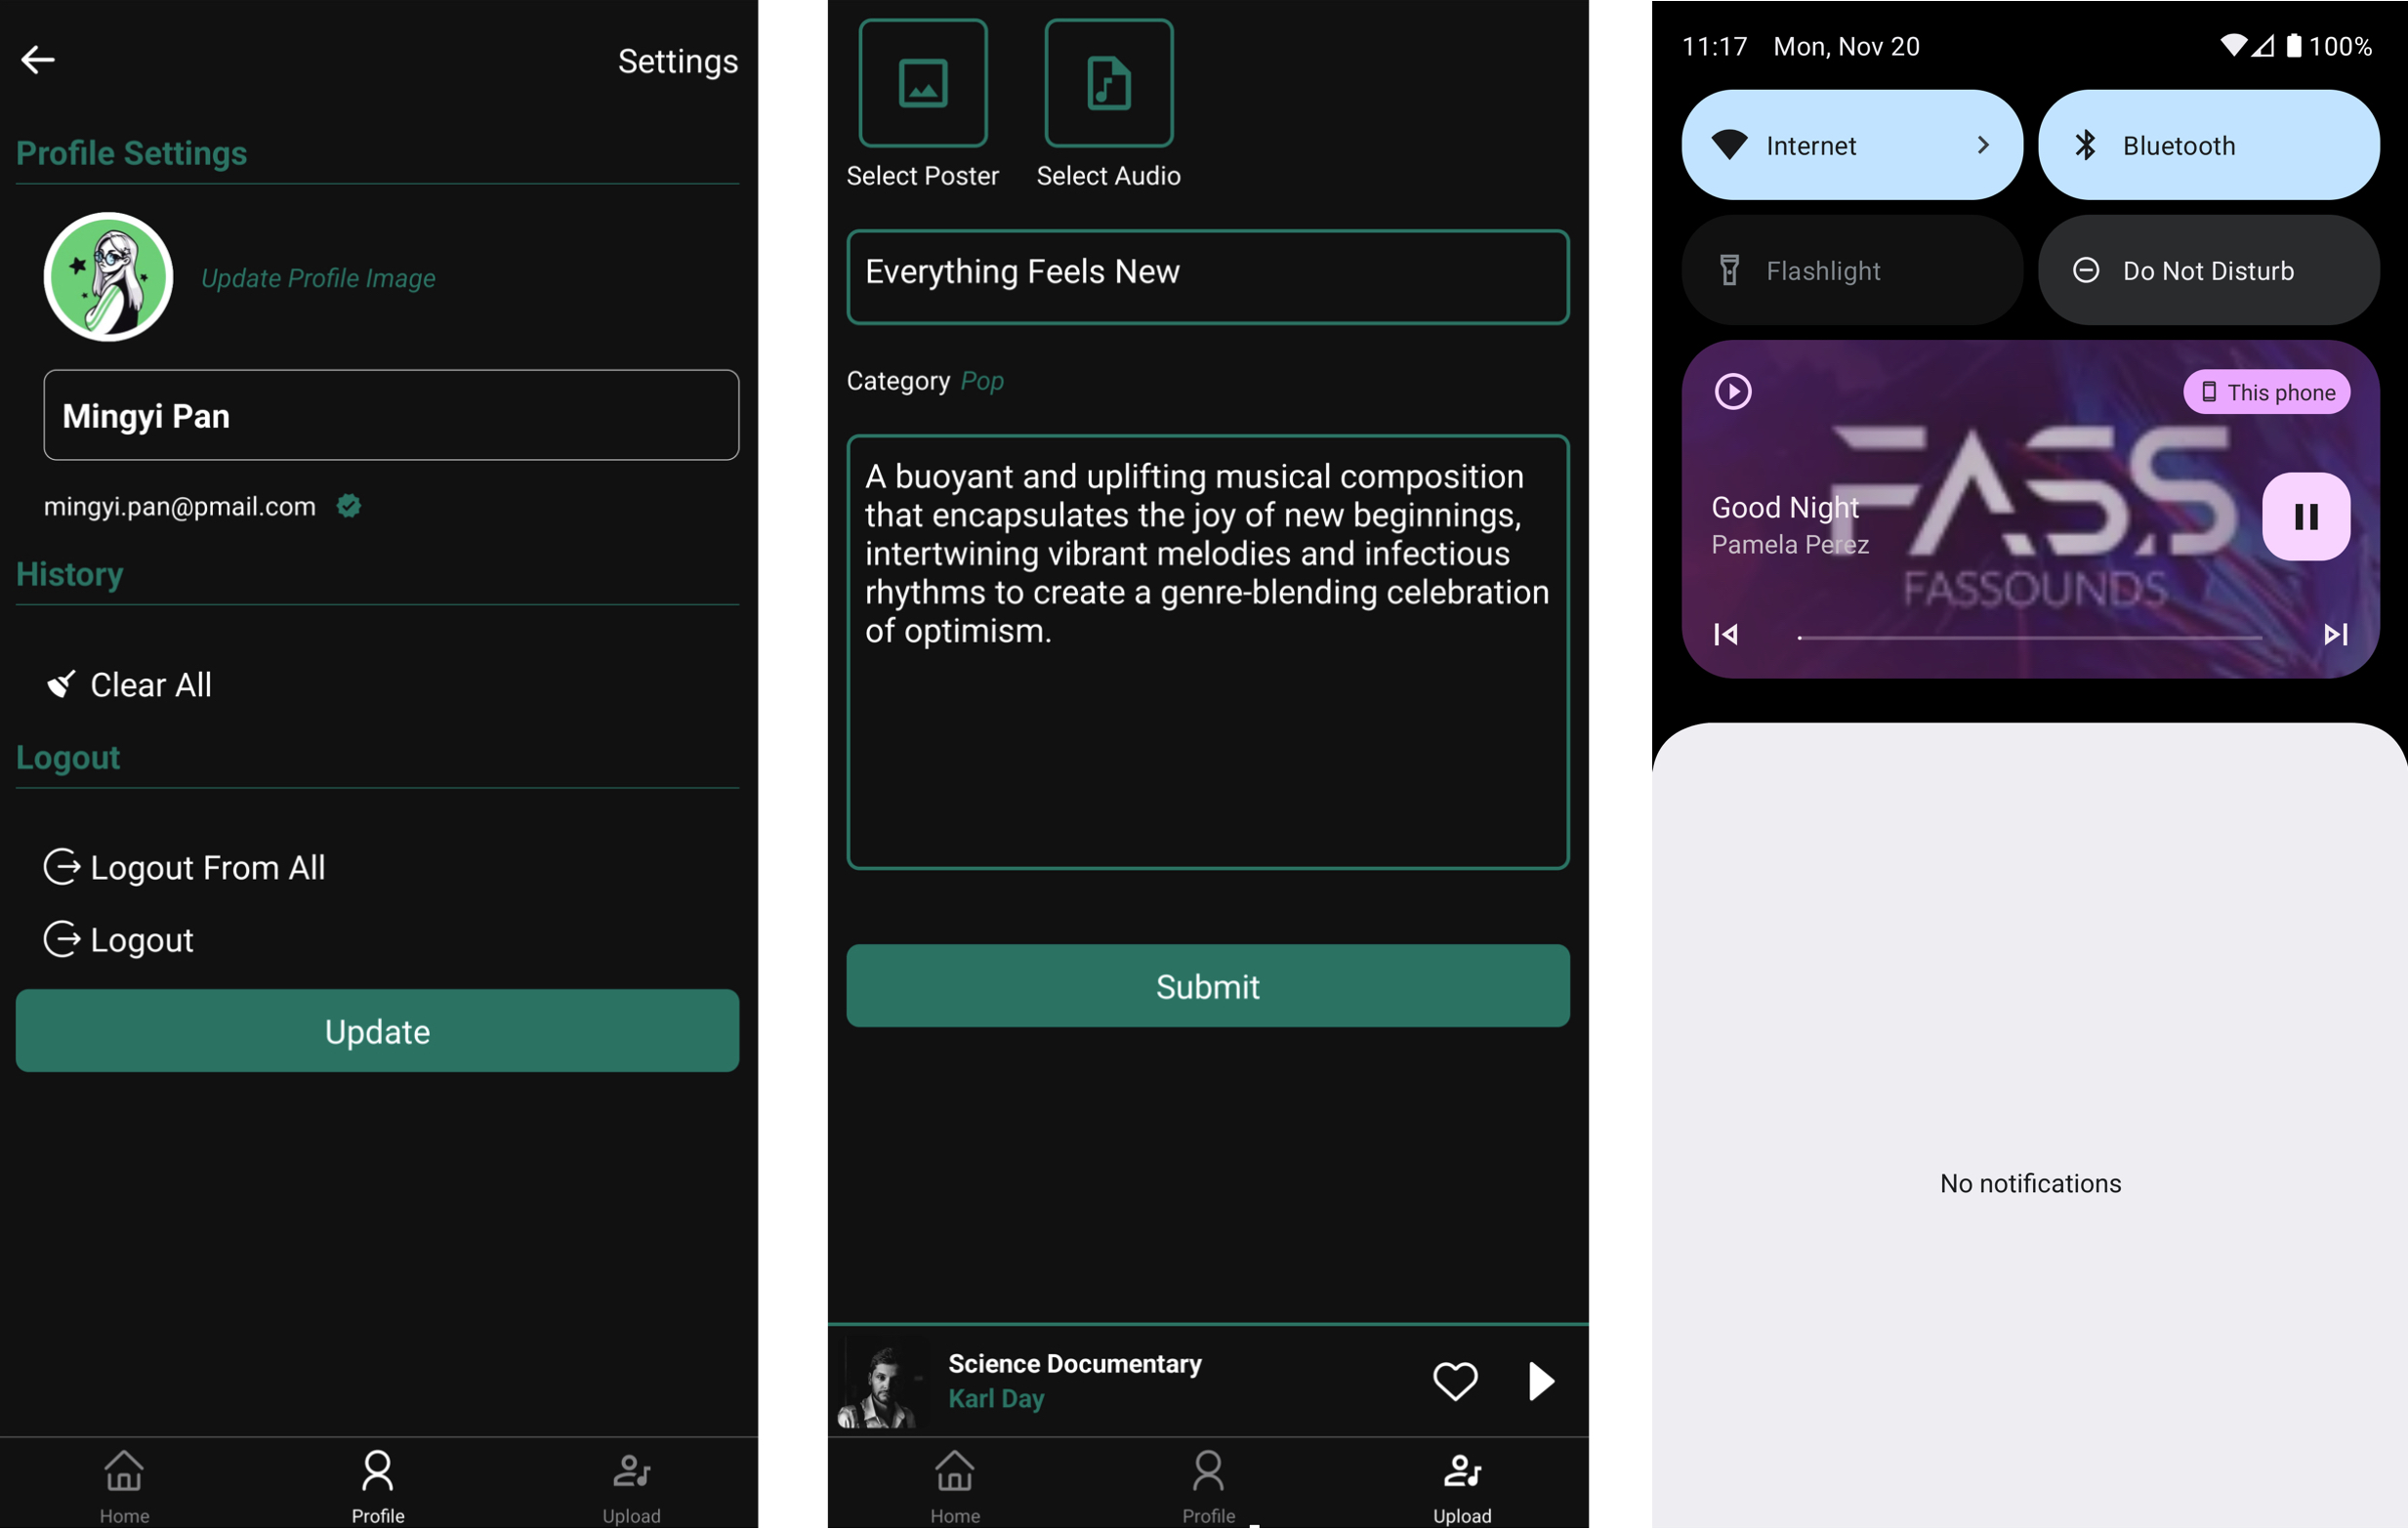 Settings
Profile Settings
Update Profile Image
Mingyi Pan
mingyi.pan@pmail.com
History
Clear All
Logout
Logout From All
Logout
Update
Home
Profile
Upload
Select Poster
Select Audio
Everything Feels New
Category Pop
A buoyant and uplifting musical composition
that encapsulates the joy of new beginnings,
intertwining vibrant melodies and infectious
rhythms to create a genre-blending celebration
of optimism.
Submit
Science Documentary
Karl Day
Home
Profile
Upload
11:17 Mon, Nov 20
100%
Internet
Bluetooth
Flashlight
Do Not Disturb
This phone
FASS
FASSOUNDS
Good Night
Pamela Perez
No notifications